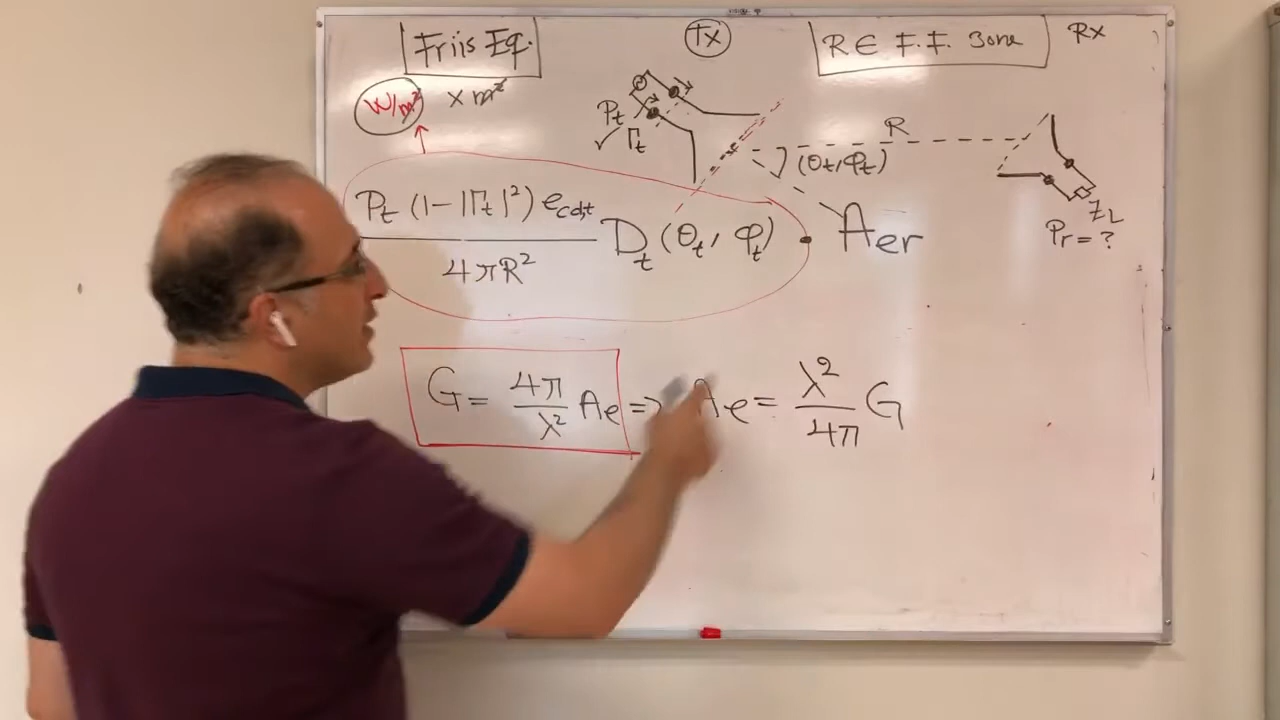 Friis Eq.
Tx
R ∈ F.F. Zone
Rx
W/m² × m²
Pt
✓ Γt
R
(θt, φt)
ZL
Pr = ?
Pt (1-|Γt|²) ecd,t
4πR²
Dt (θt, φt) • Aer
G = 4π/λ² Ae => Ae = λ²/4π G